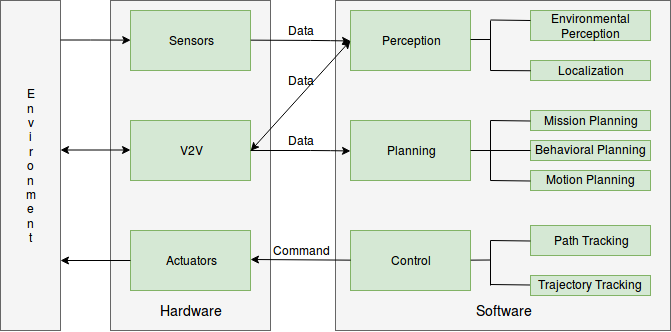 Environment
Sensors
V2V
Actuators
Hardware
Data
Data
Data
Command
Perception
Planning
Control
Environmental
Perception
Localization
Mission Planning
Behavioral Planning
Motion Planning
Path Tracking
Trajectory Tracking
Software